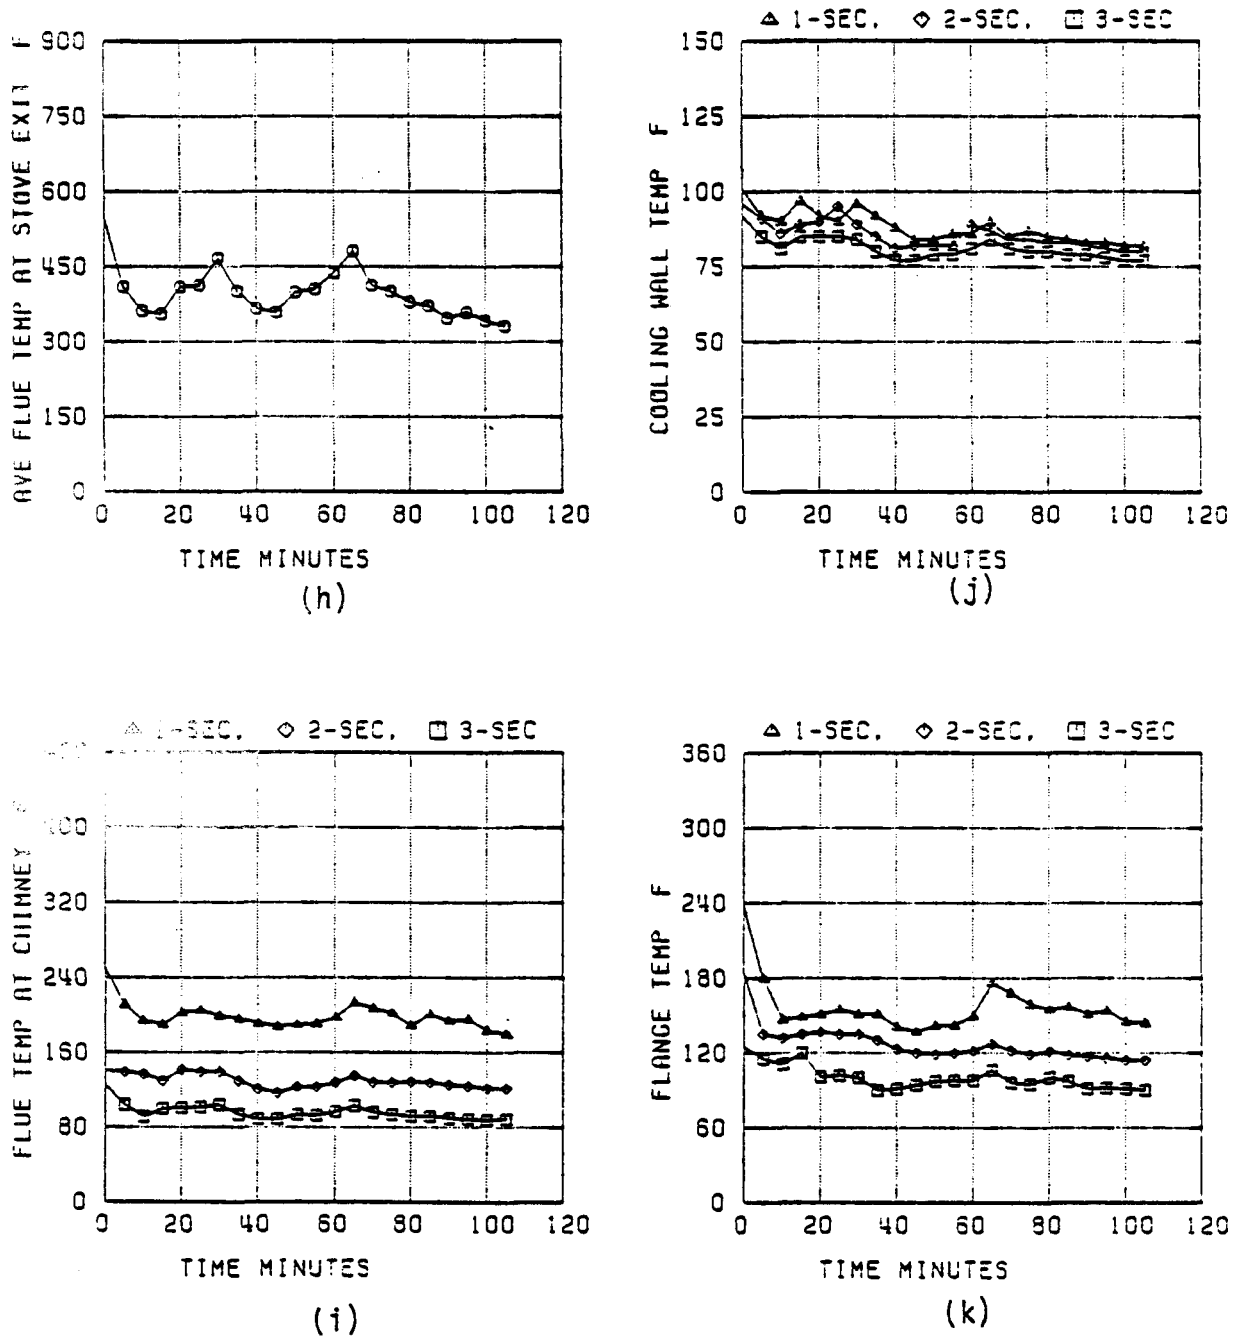 AVE FLUE TEMP AT STOVE EXIT F
900
750
600
450
300
150
0
0 20 40 60 80 100 120
TIME MINUTES
(h)
1-SEC, 2-SEC, 3-SEC
COOLING WALL TEMP F
150
125
100
75
50
25
0
0 20 40 60 80 100 120
TIME MINUTES
(j)
1-SEC, 2-SEC, 3-SEC
FLUE TEMP AT CHIMNEY
400
320
240
160
80
0
0 20 40 60 80 100 120
TIME MINUTES
(i)
1-SEC, 2-SEC, 3-SEC
FLANGE TEMP F
360
300
240
180
120
60
0
0 20 40 60 80 100 120
TIME MINUTES
(k)